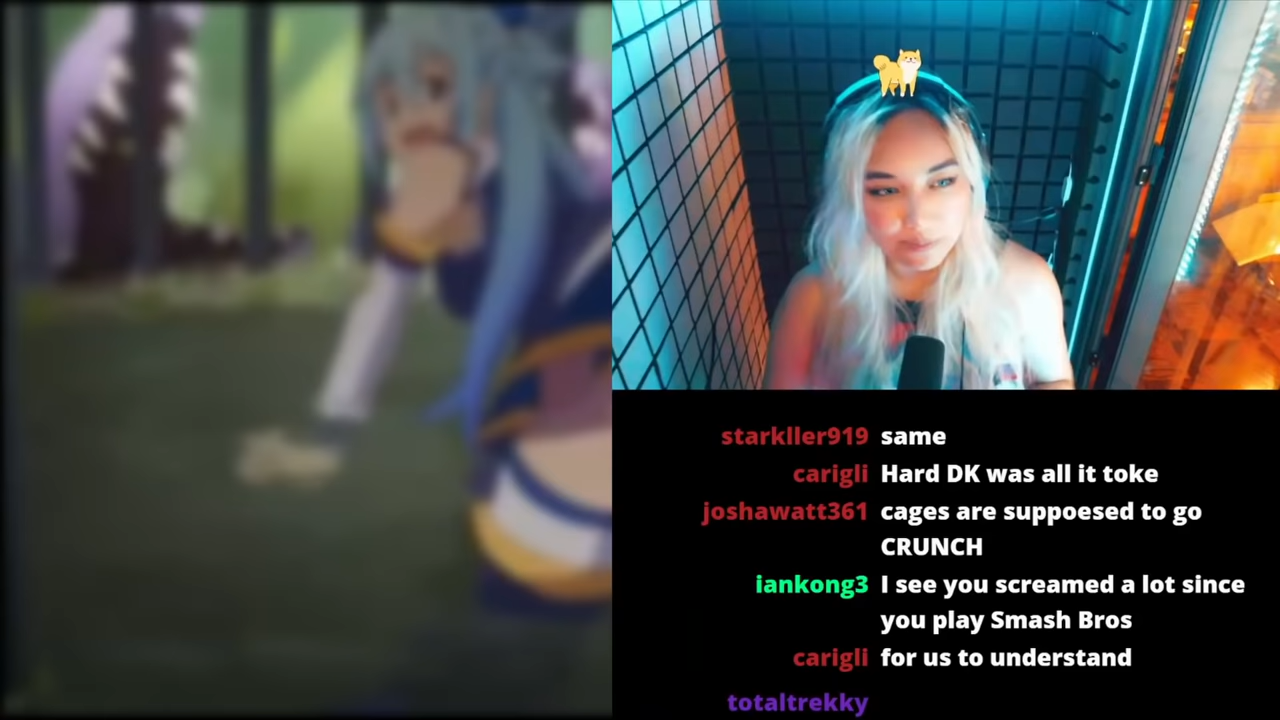 starkller919 same
carigli Hard DK was all it toke
joshawatt361 cages are suppoesed to go
CRUNCH
iankong3 I see you screamed a lot since
you play Smash Bros
carigli for us to understand
totaltrekky